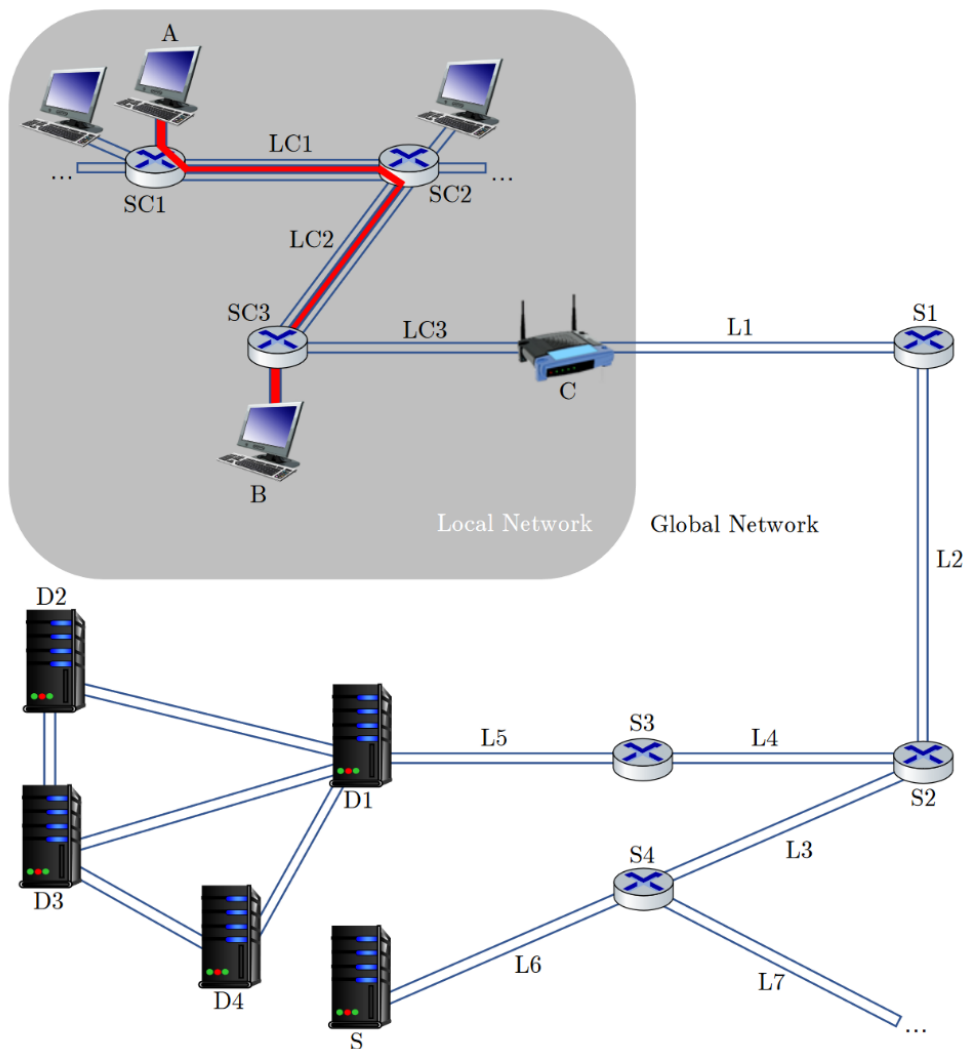 A
LC1
...
SC1
SC2
...
LC2
SC3
LC3
S1
L1
C
B
Local Network
Global Network
L2
D2
S3
L5
L4
D1
S2
S4
L3
D3
L6
D4
L7
S
...